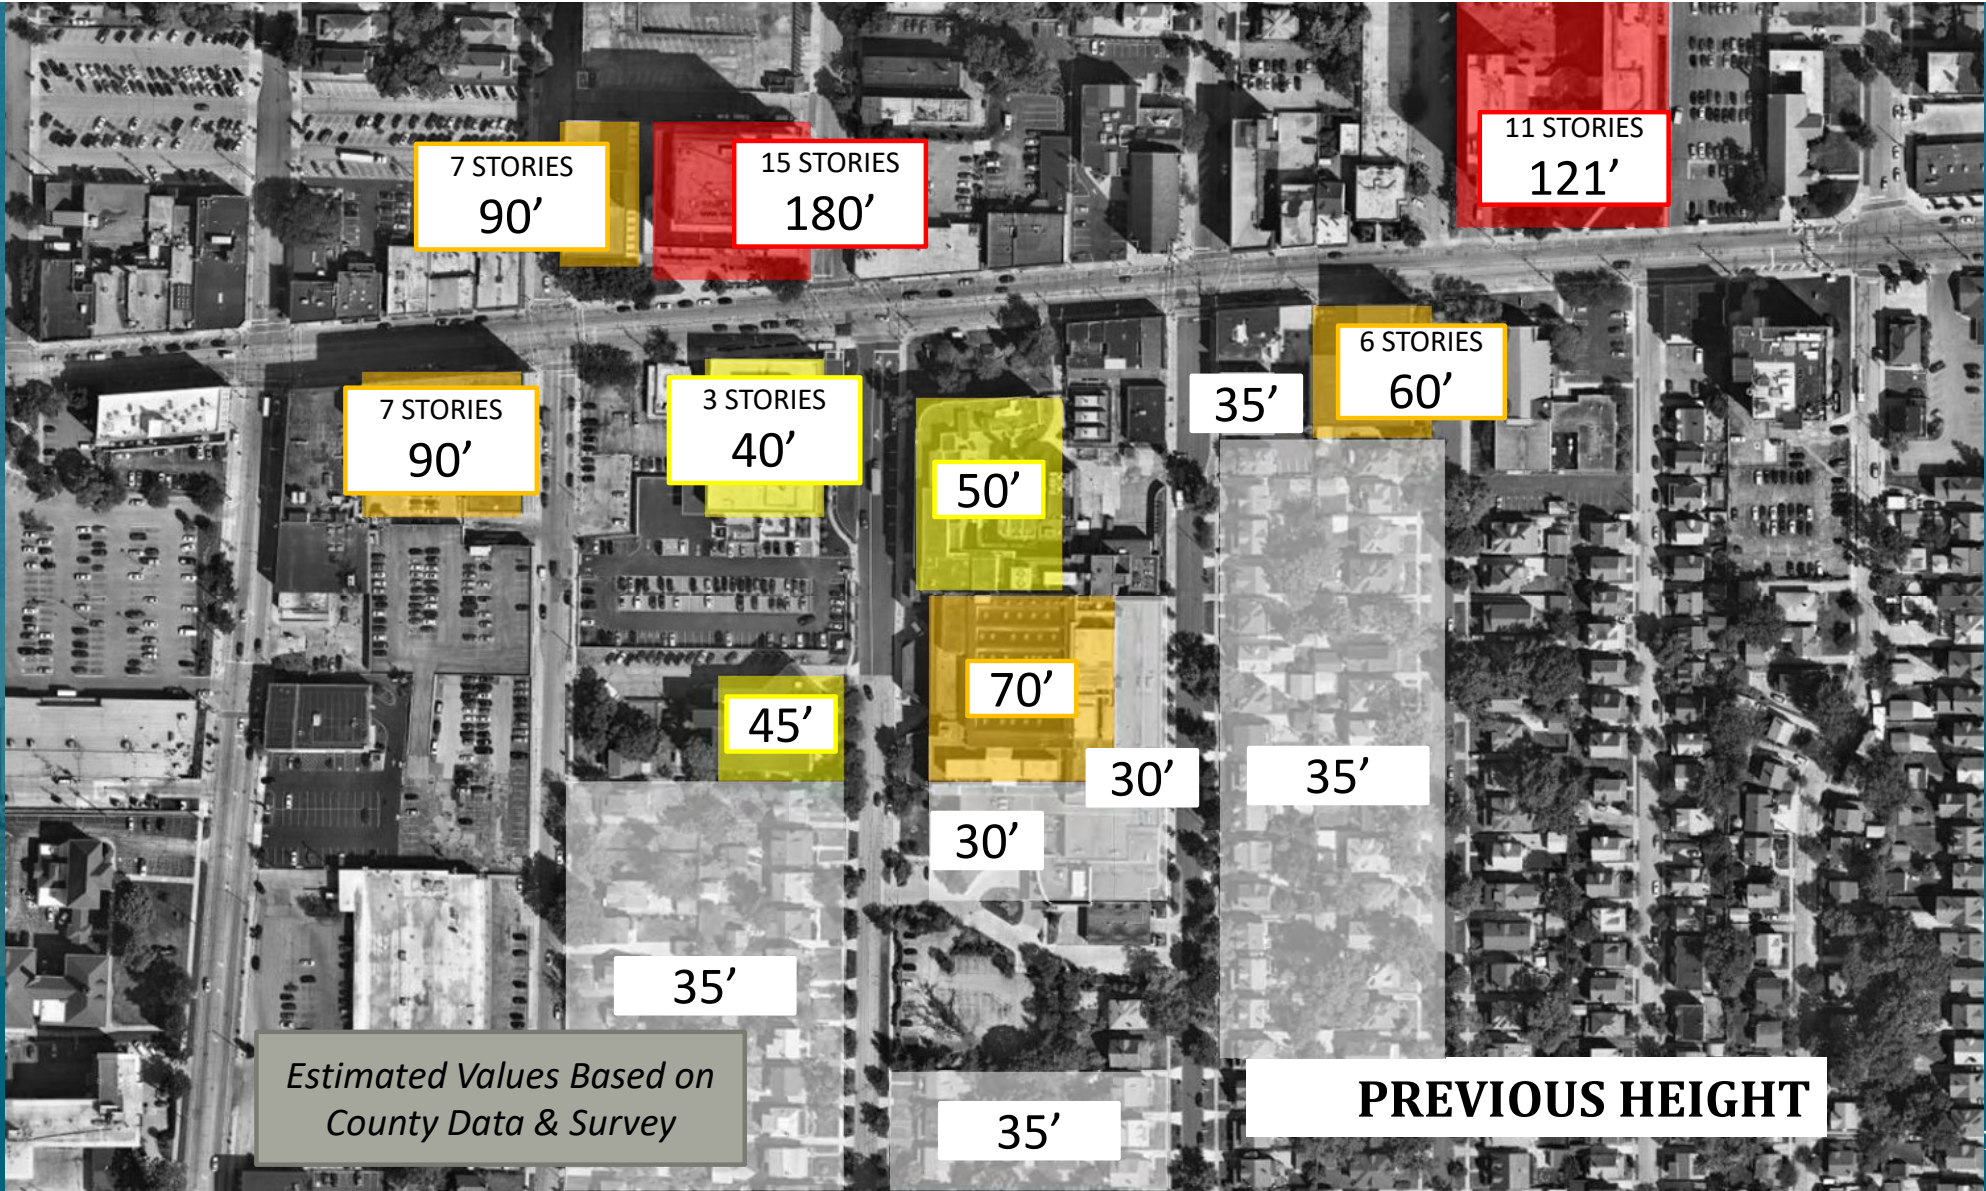 7 STORIES
90’
15 STORIES
180’
11 STORIES
121’
7 STORIES
90’
3 STORIES
40’
50’
35’
6 STORIES
60’
45’
70’
30’
35’
30’
35’
Estimated Values Based on
County Data & Survey
35’
PREVIOUS HEIGHT